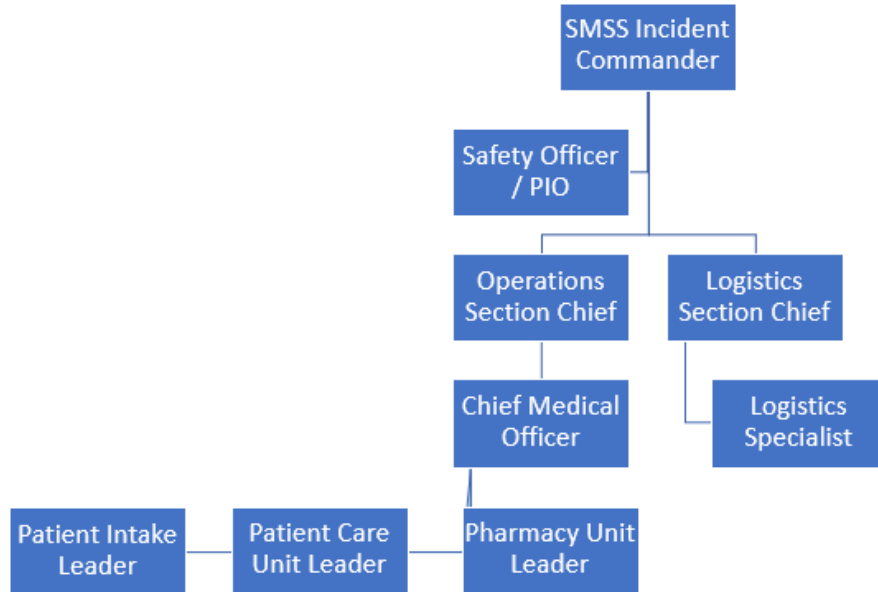 SMSS Incident
Commander
Safety Officer
/ PIO
Operations
Section Chief
Logistics
Section Chief
Chief Medical
Officer
Logistics
Specialist
Patient Intake
Leader
Patient Care
Unit Leader
Pharmacy Unit
Leader